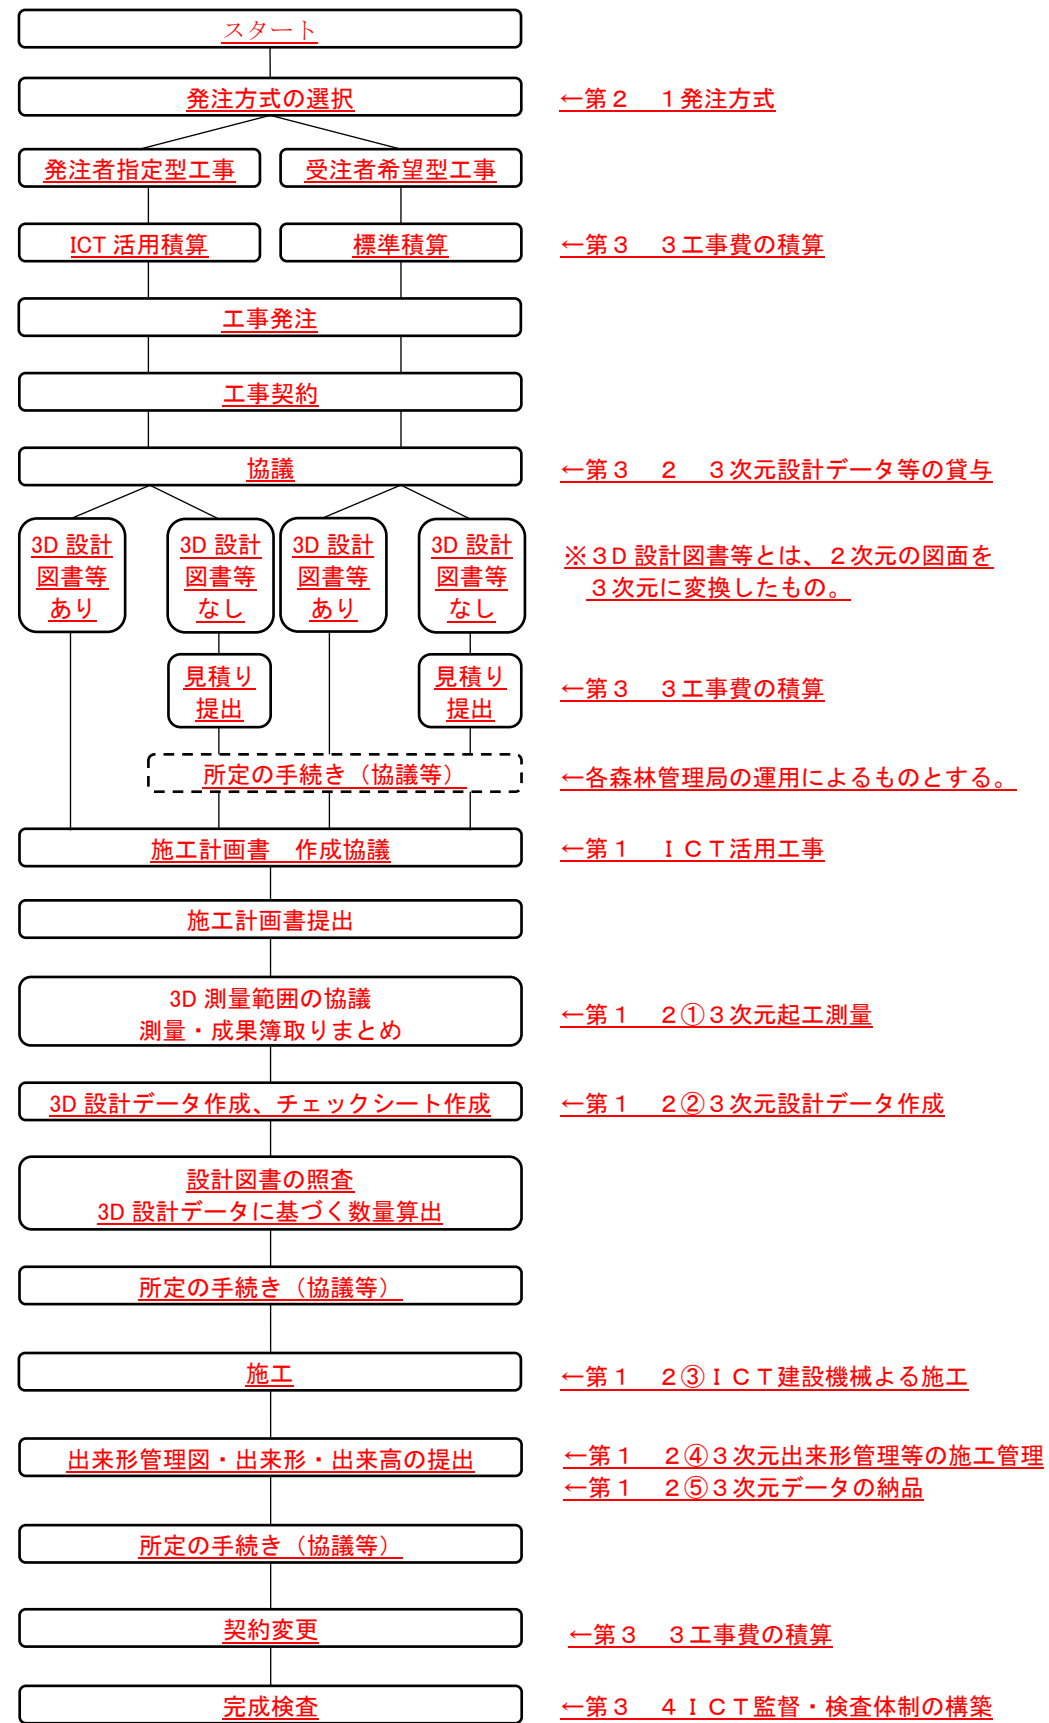 スタート
発注方式の選択
←第２　１発注方式
発注者指定型工事
受注者希望型工事
ICT 活用積算
標準積算
←第３　３工事費の積算
工事発注
工事契約
協議
←第３　２　３次元設計データ等の貸与
3D 設計
図書等
あり
3D 設計
図書等
なし
3D 設計
図書等
あり
3D 設計
図書等
なし
※３D 設計図書等とは、２次元の図面を
３次元に変換したもの。
見積り
提出
見積り
提出
←第３　３工事費の積算
所定の手続き（協議等）
←各森林管理局の運用によるものとする。
施工計画書　作成協議
←第１　ＩＣＴ活用工事
施工計画書提出
3D 測量範囲の協議
測量・成果簿取りまとめ
←第１　２①３次元起工測量
3D 設計データ作成、チェックシート作成
←第１　２②３次元設計データ作成
設計図書の照査
3D 設計データに基づく数量算出
所定の手続き（協議等）
施工
←第１　２③ＩＣＴ建設機械よる施工
出来形管理図・出来形・出来高の提出
←第１　２④３次元出来形管理等の施工管理
←第１　２⑤３次元データの納品
所定の手続き（協議等）
契約変更
←第３　３工事費の積算
完成検査
←第３　４ＩＣＴ監督・検査体制の構築